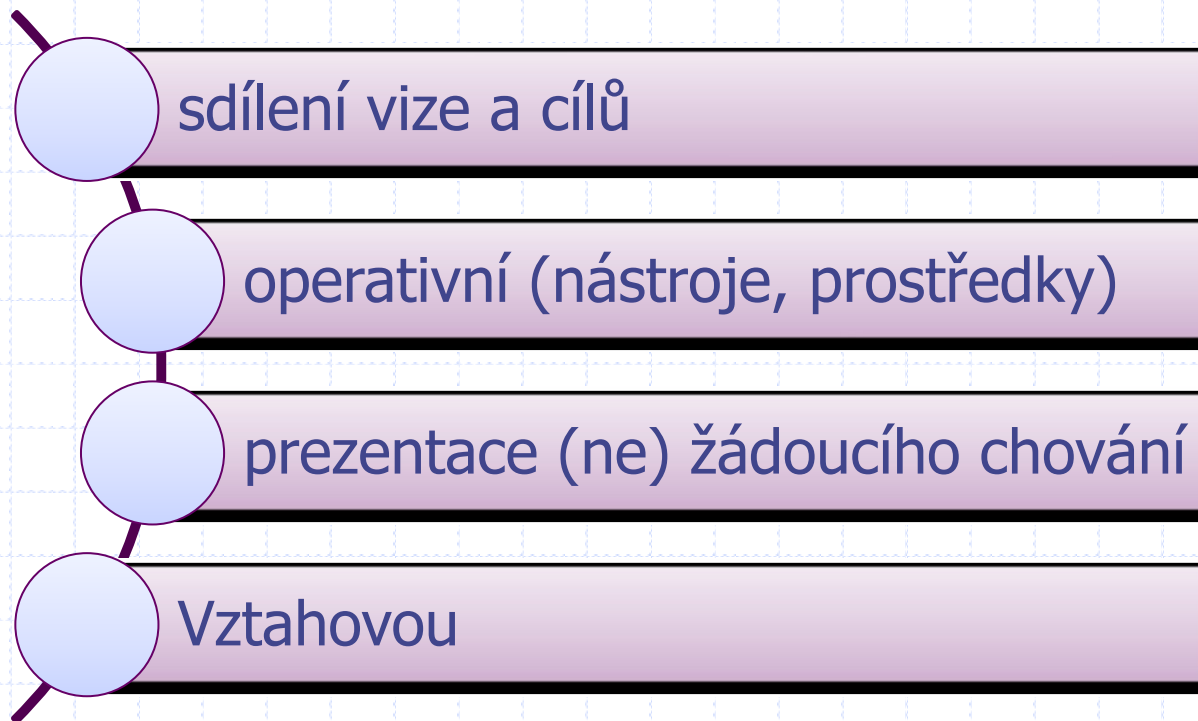 sdílení vize a cílů
operativní (nástroje, prostředky)
prezentace (ne) žádoucího chování
Vztahovou